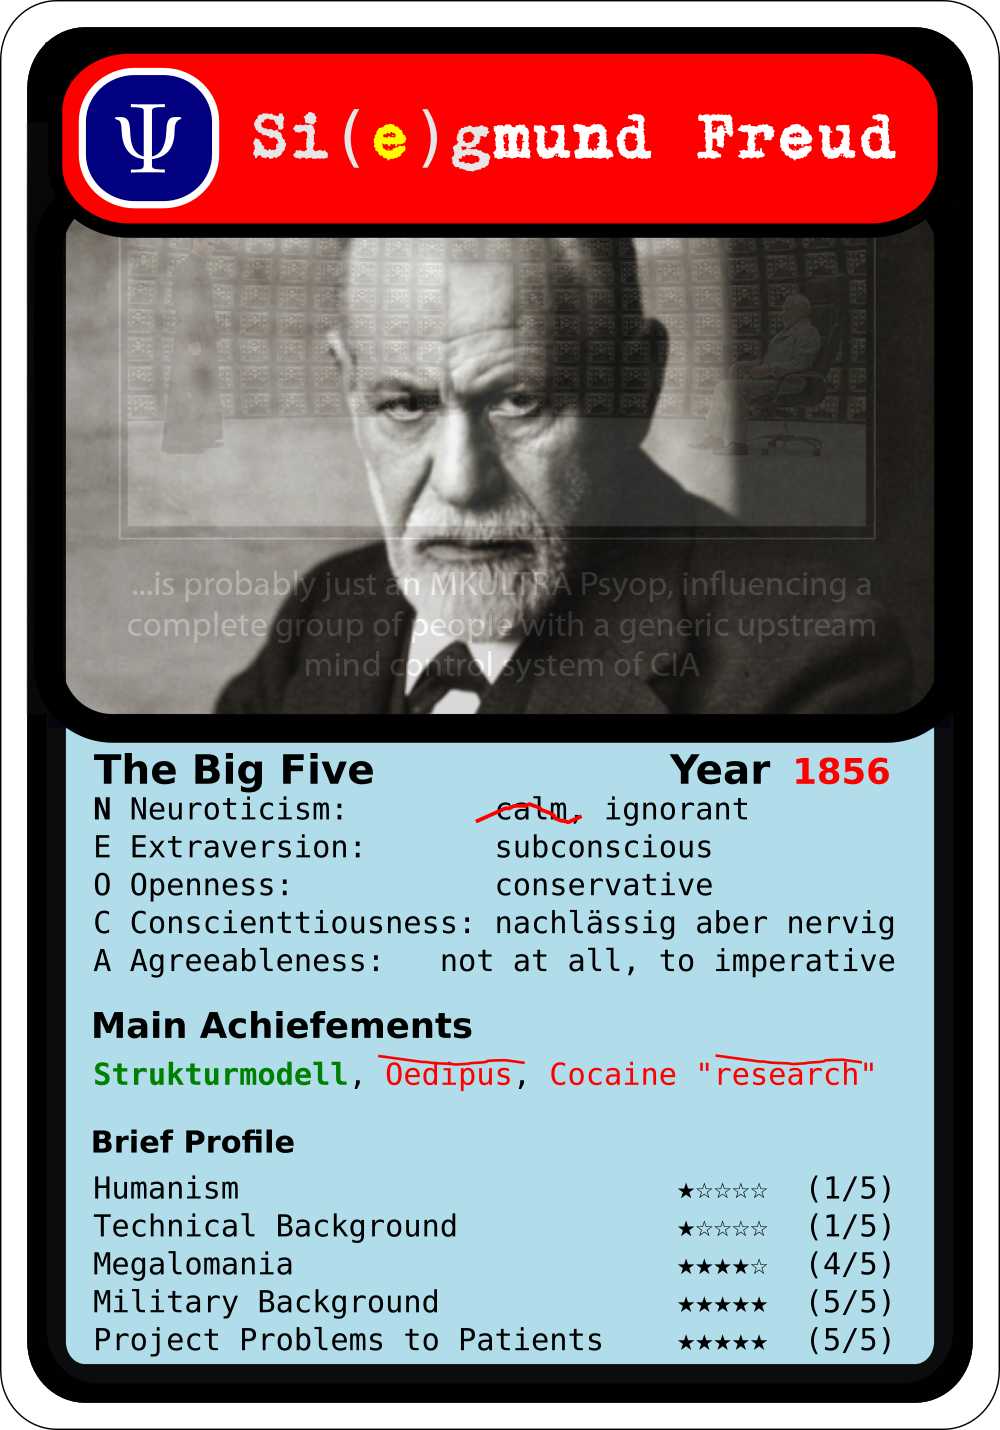 Ψ Si(e)gmund Freud
...is probably just an MKULTRA Psyop, influencing a
complete group of people with a generic upstream
mind control system of CIA
The Big Five Year 1856
N Neuroticism: calm, ignorant
E Extraversion: subconscious
O Openness: conservative
C Conscienttiousness: nachlässig aber nervig
A Agreeableness: not at all, to imperative
Main Achiefements
Strukturmodell, Oedipus, Cocaine "research"
Brief Profile
Humanism ★☆☆☆☆ (1/5)
Technical Background ★☆☆☆☆ (1/5)
Megalomania ★★★★☆ (4/5)
Military Background ★★★★★ (5/5)
Project Problems to Patients ★★★★★ (5/5)